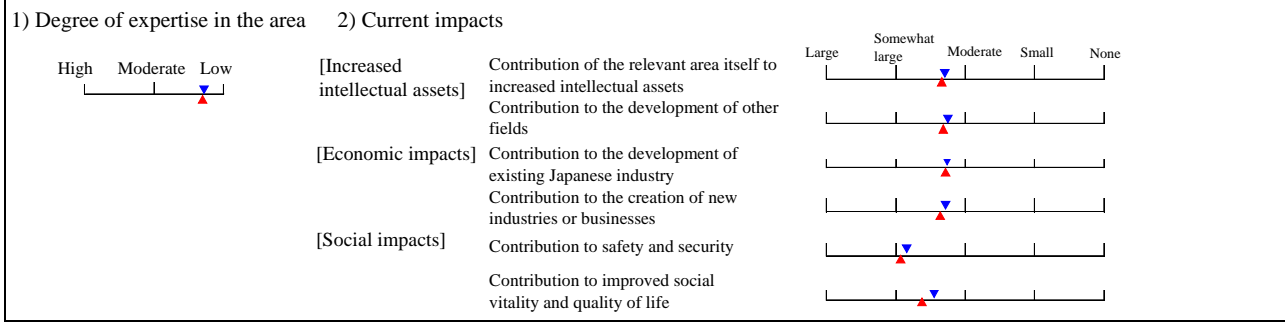 1) Degree of expertise in the area 2) Current impacts
High Moderate Low
Large Somewhat large Moderate Small None
[Increased intellectual assets]
Contribution of the relevant area itself to
increased intellectual assets
Contribution to the development of other
fields
[Economic impacts]
Contribution to the development of
existing Japanese industry
Contribution to the creation of new
industries or businesses
[Social impacts]
Contribution to safety and security
Contribution to improved social
vitality and quality of life